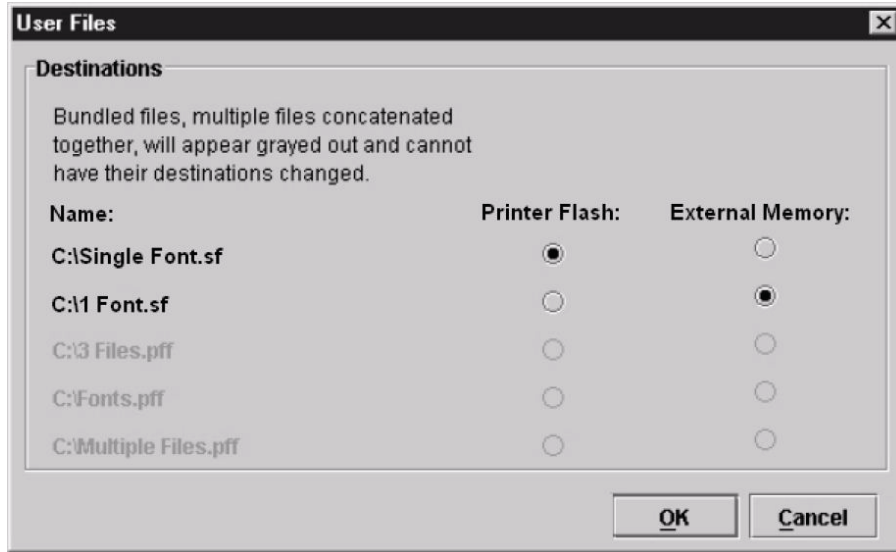 User Files
Destinations
Bundled files, multiple files concatenated
together, will appear grayed out and cannot
have their destinations changed.
Name: Printer Flash: External Memory:
C:\Single Font.sf
C:\1 Font.sf
C:\3 Files.pff
C:\Fonts.pff
C:\Multiple Files.pff
OK Cancel